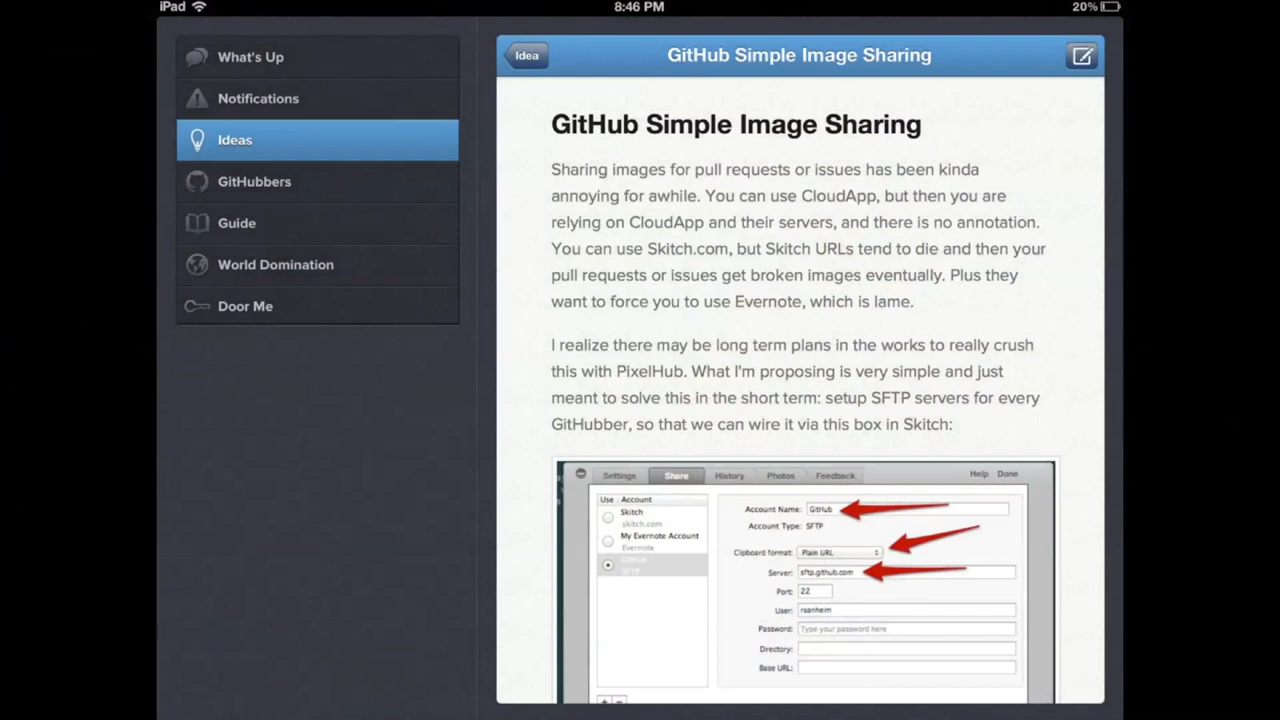 iPad
8:46 PM
20%
What's Up
Notifications
Ideas
GitHubbers
Guide
World Domination
Door Me
Idea
GitHub Simple Image Sharing
GitHub Simple Image Sharing
Sharing images for pull requests or issues has been kinda
annoying for awhile. You can use CloudApp, but then you are
relying on CloudApp and their servers, and there is no annotation.
You can use Skitch.com, but Skitch URLs tend to die and then your
pull requests or issues get broken images eventually. Plus they
want to force you to use Evernote, which is lame.
I realize there may be long term plans in the works to really crush
this with PixelHub. What I'm proposing is very simple and just
meant to solve this in the short term: setup SFTP servers for every
GitHubber, so that we can wire it via this box in Skitch:
Settings
Share
History
Photos
Feedback
Help
Done
Use Account
Skitch
skitch.com
My Evernote Account
Evernote
GitHub
SFTP
Account Name: GitHub
Account Type: SFTP
Clipboard format: Plain URL
Server: sftp.github.com
Port: 22
User: rsanheim
Password: Type your password here
Directory:
Base URL: